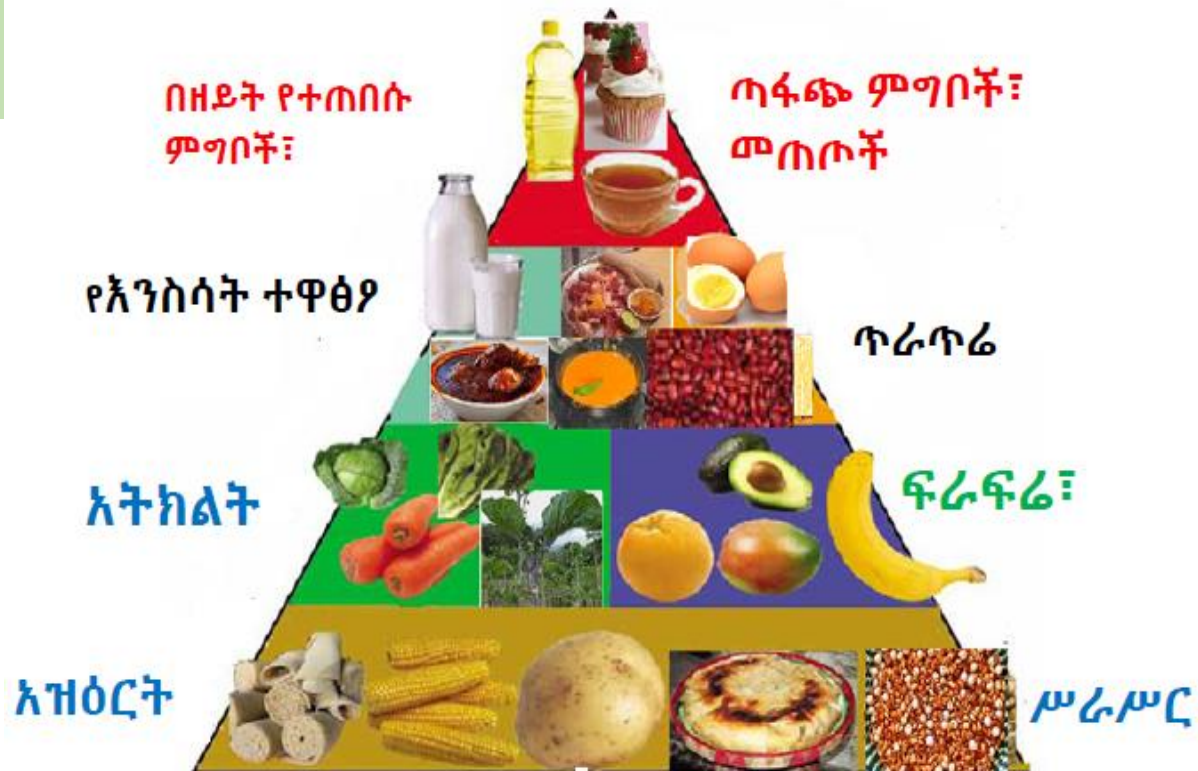 በዘይት የተጠበሱ
ምግቦች፣
ጣፋጭ ምግቦች፣
መጠጦች
የእንስሳት ተዋፅዖ
ጥራጥሬ
አትክልት
ፍራፍሬ፣
አዝዕርት
ሥራሥር